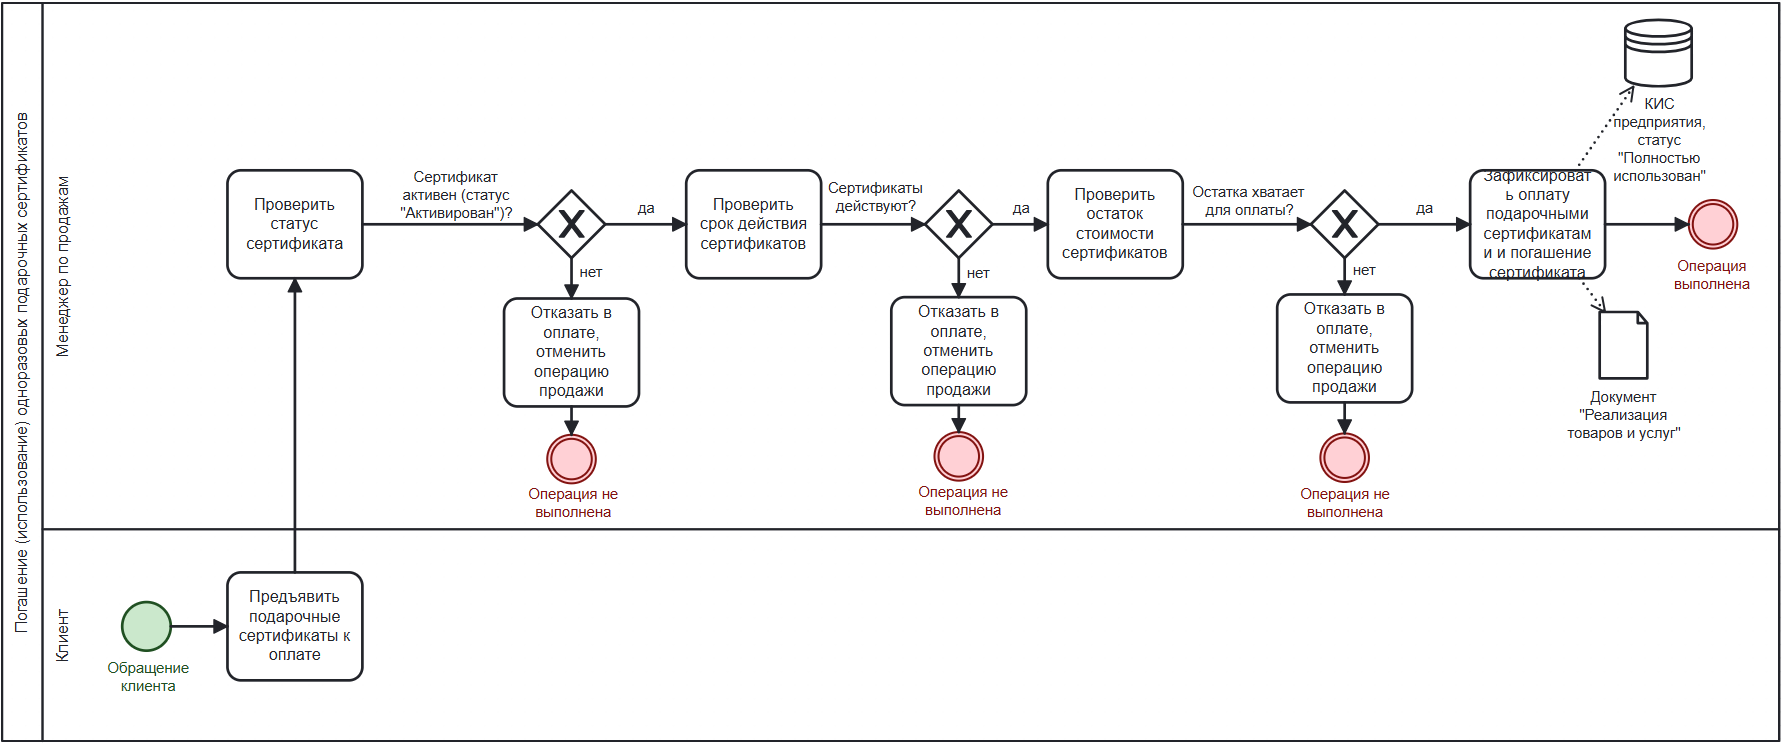 Погашение (использование) одноразовых подарочных сертификатов
Менеджер по продажам
Проверить
статус
сертификата
Сертификат
активен (статус
"Активирован")?
да
нет
Отказать в
оплате,
отменить
операцию
продажи
Операция не
выполнена
Проверить
срок действия
сертификатов
Сертификаты
действуют?
да
нет
Отказать в
оплате,
отменить
операцию
продажи
Операция не
выполнена
Проверить
остаток
стоимости
сертификатов
Остатка хватает
для оплаты?
да
нет
Отказать в
оплате,
отменить
операцию
продажи
Операция не
выполнена
Зафиксироват
ь оплату
подарочными
сертификатам
и и погашение
сертификата
КИС
предприятия,
статус
"Полностью
использован"
Документ
"Реализация
товаров и услуг"
Операция
выполнена
Клиент
Обращение
клиента
Предъявить
подарочные
сертификаты к
оплате